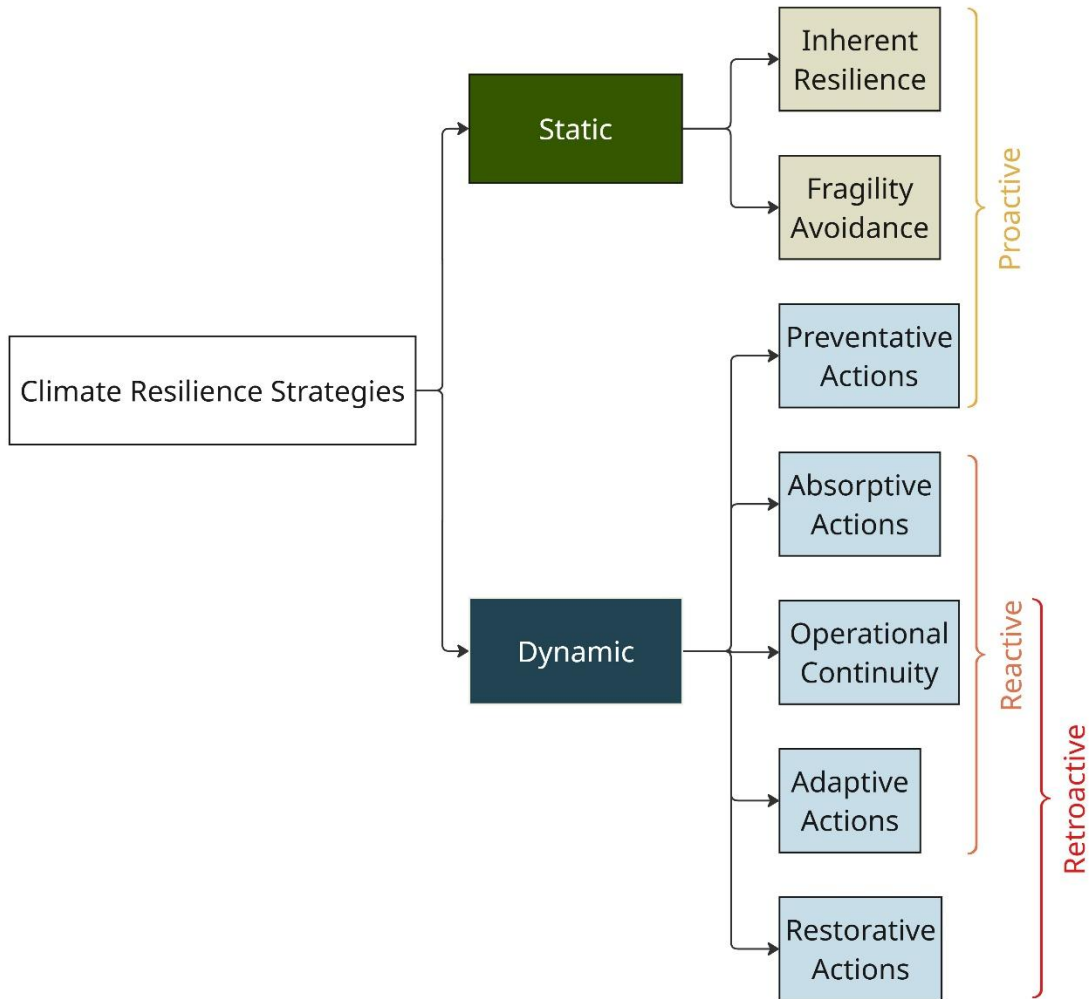 Inherent
Resilience
Static
Fragility
Avoidance
Proactive
Climate Resilience Strategies
Preventative
Actions
Absorptive
Actions
Dynamic
Operational
Continuity
Reactive
Adaptive
Actions
Retroactive
Restorative
Actions